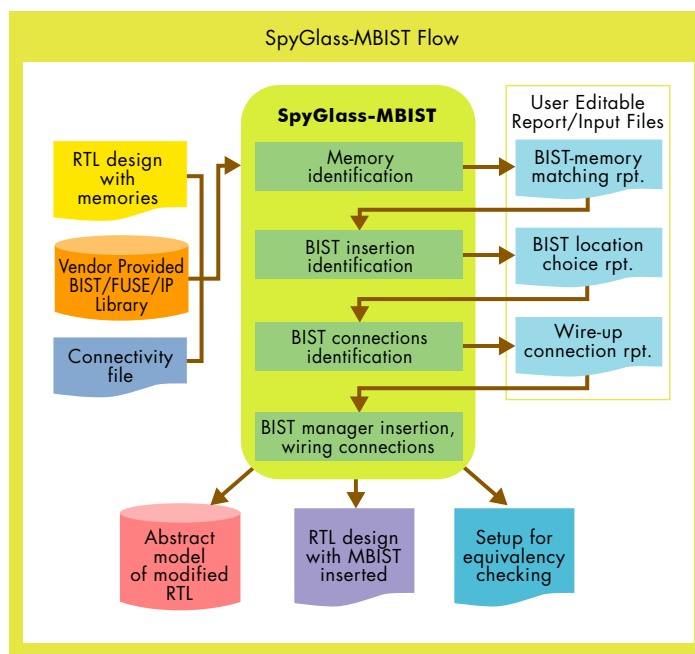 SpyGlass-MBIST Flow
SpyGlass-MBIST
User Editable
Report/Input Files
RTL design
with
memories
Vendor Provided
BIST/FUSE/IP
Library
Connectivity
file
Memory
identification
BIST-memory
matching rpt.
BIST insertion
identification
BIST location
choice rpt.
BIST connections
identification
Wire-up
connection rpt.
BIST manager insertion,
wiring connections
Abstract
model
of modified
RTL
RTL design
with MBIST
inserted
Setup for
equivalency
checking